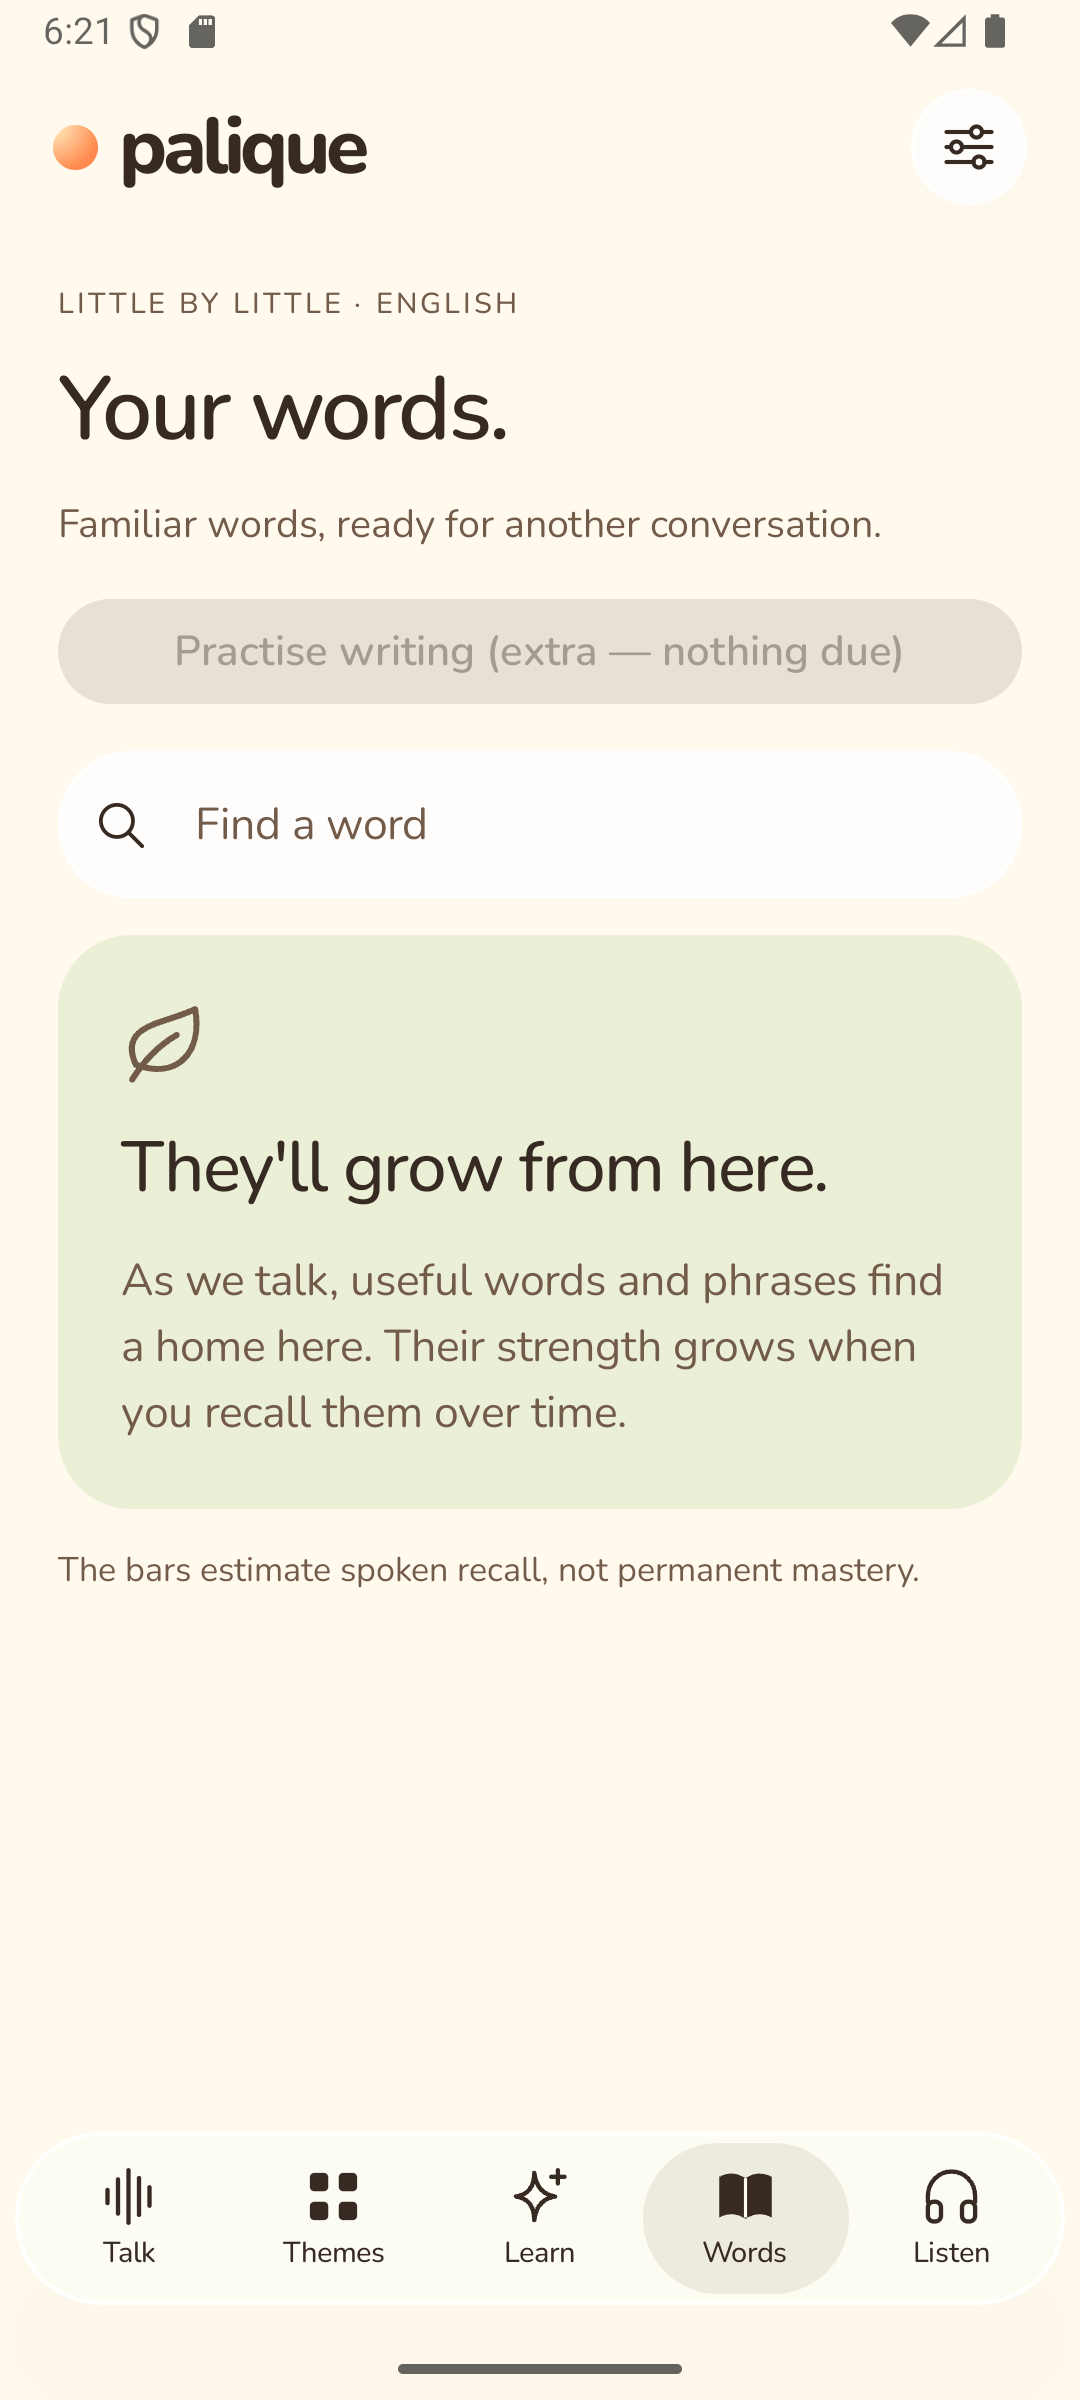 6:21
palique
LITTLE BY LITTLE · ENGLISH
Your words.
Familiar words, ready for another conversation.
Practise writing (extra — nothing due)
Find a word
They'll grow from here.
As we talk, useful words and phrases find
a home here. Their strength grows when
you recall them over time.
The bars estimate spoken recall, not permanent mastery.
Talk
Themes
Learn
Words
Listen